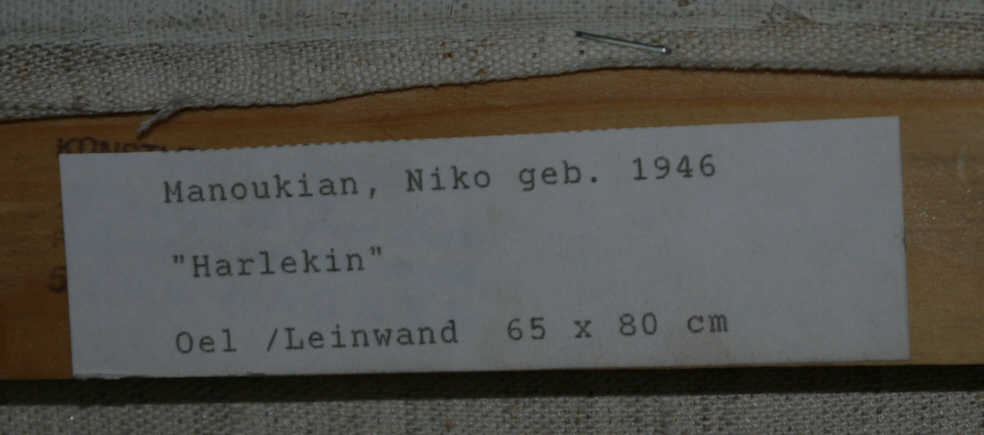 Manoukian, Niko geb. 1946
"Harlekin"
Oel /Leinwand 65 x 80 cm